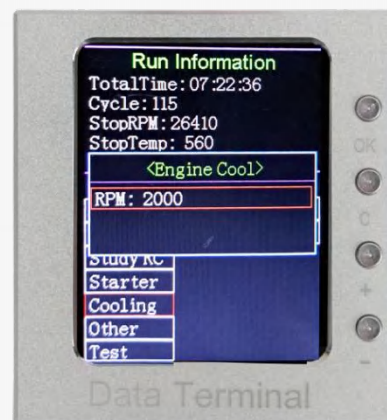 Run Information
TotalTime:07:22:36
Cycle:115
StopRPM:26410
StopTemp: 560
<Engine Cool>
RPM: 2000
Study RC
Starter
Cooling
Other
Test
OK
C
+
-
Data Terminal